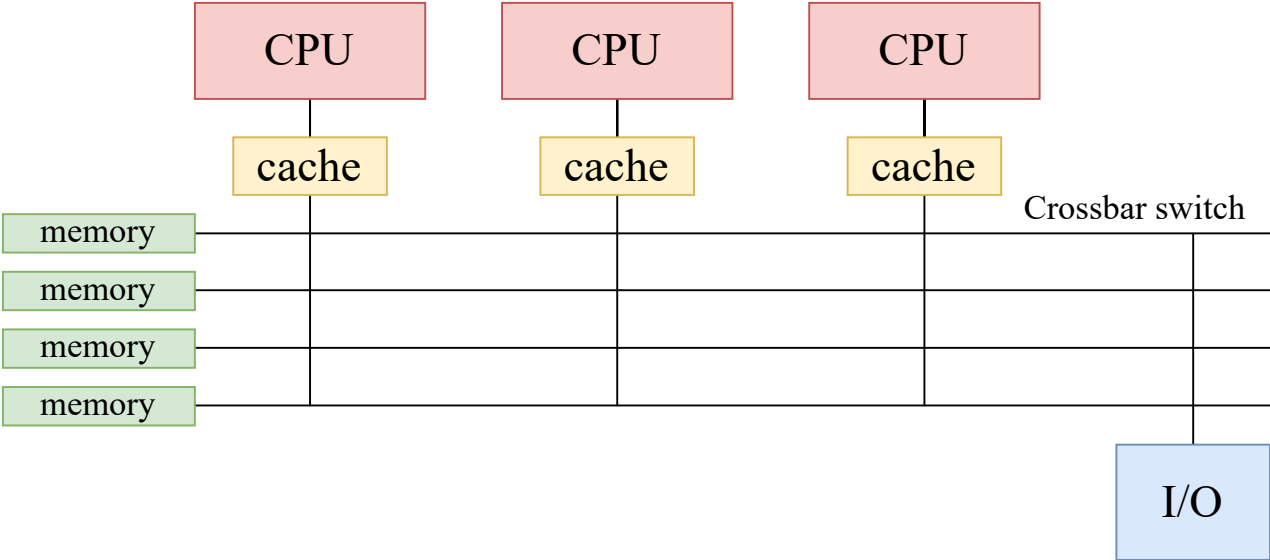 CPU
CPU
CPU
cache
cache
cache
Crossbar switch
memory
memory
memory
memory
I/O